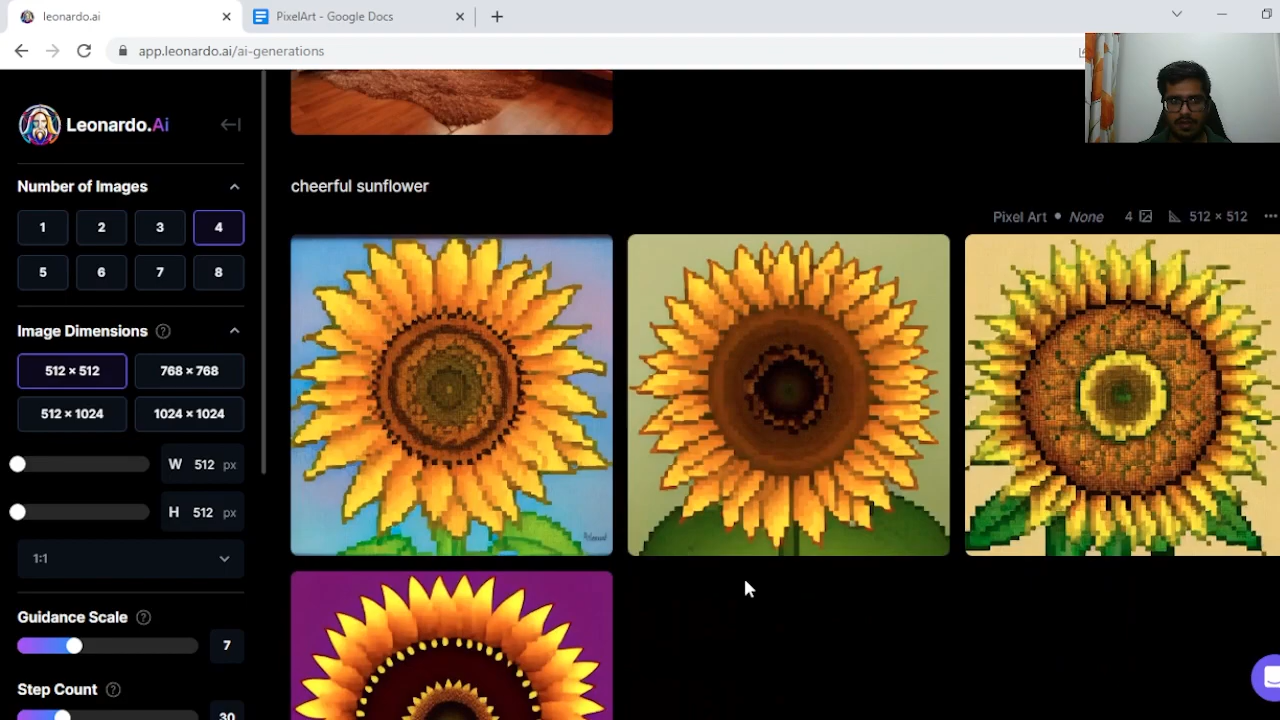 leonardo.ai
PixelArt - Google Docs
app.leonardo.ai/ai-generations
Leonardo.Ai
Number of Images
1 2 3 4
5 6 7 8
Image Dimensions
512 × 512 768 × 768
512 × 1024 1024 × 1024
W 512 px
H 512 px
1:1
Guidance Scale
7
Step Count
30
cheerful sunflower
Pixel Art • None 4 512 × 512